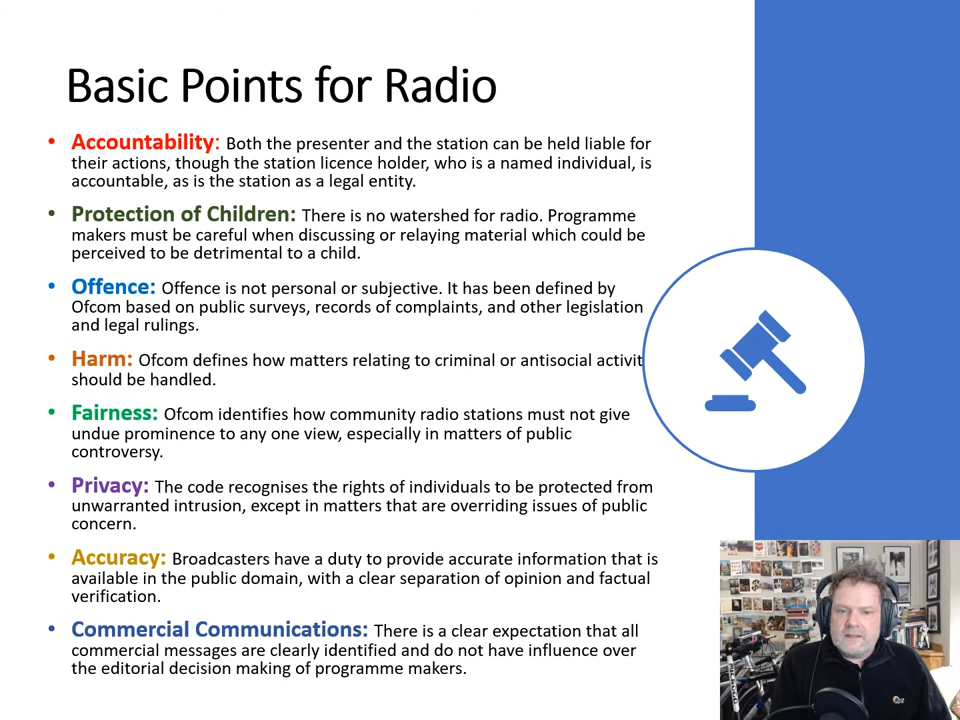 Basic Points for Radio
• Accountability: Both the presenter and the station can be held liable for
their actions, though the station licence holder, who is a named individual, is
accountable, as is the station as a legal entity.
• Protection of Children: There is no watershed for radio. Programme
makers must be careful when discussing or relaying material which could be
perceived to be detrimental to a child.
• Offence: Offence is not personal or subjective. It has been defined by
Ofcom based on public surveys, records of complaints, and other legislation
and legal rulings.
• Harm: Ofcom defines how matters relating to criminal or antisocial activit
should be handled.
• Fairness: Ofcom identifies how community radio stations must not give
undue prominence to any one view, especially in matters of public
controversy.
• Privacy: The code recognises the rights of individuals to be protected from
unwarranted intrusion, except in matters that are overriding issues of public
concern.
• Accuracy: Broadcasters have a duty to provide accurate information that is
available in the public domain, with a clear separation of opinion and factual
verification.
• Commercial Communications: There is a clear expectation that all
commercial messages are clearly identified and do not have influence over
the editorial decision making of programme makers.